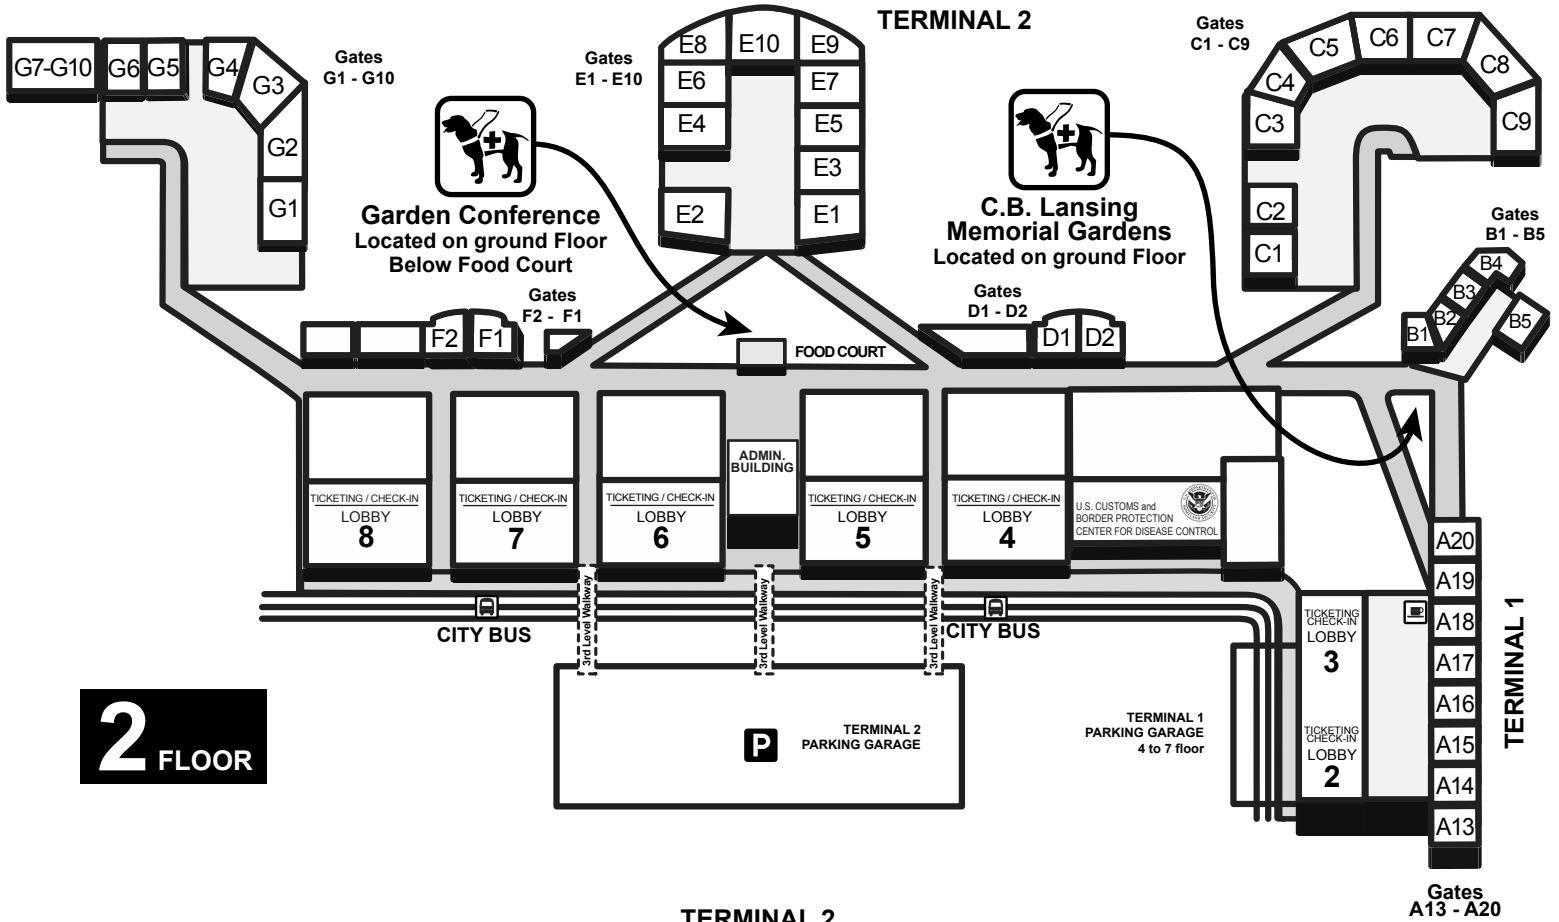 TERMINAL 2
Gates
G1 - G10
Gates
E1 - E10
Gates
C1 - C9
G7-G10
G6
G5
G4
G3
G2
G1
E8
E10
E9
E6
E7
E4
E5
E3
E2
E1
C6
C7
C5
C8
C4
C3
C9
C2
C1
Garden Conference
Located on ground Floor
Below Food Court
C.B. Lansing
Memorial Gardens
Located on ground Floor
Gates
B1 - B5
B4
B3
B2
B1
B5
Gates
F2 - F1
Gates
D1 - D2
F2
F1
D1
D2
FOOD COURT
ADMIN.
BUILDING
TICKETING / CHECK-IN
LOBBY
8
TICKETING / CHECK-IN
LOBBY
7
TICKETING / CHECK-IN
LOBBY
6
TICKETING / CHECK-IN
LOBBY
5
TICKETING / CHECK-IN
LOBBY
4
U.S. CUSTOMS and
BORDER PROTECTION
CENTER FOR DISEASE CONTROL
3rd Level Walkway
3rd Level Walkway
3rd Level Walkway
CITY BUS
CITY BUS
TICKETING
CHECK-IN
LOBBY
3
TICKETING
CHECK-IN
LOBBY
2
A20
A19
A18
A17
A16
A15
A14
A13
TERMINAL 1
2 FLOOR
P
TERMINAL 2
PARKING GARAGE
TERMINAL 1
PARKING GARAGE
4 to 7 floor
Gates
A13 - A20
TERMINAL 2